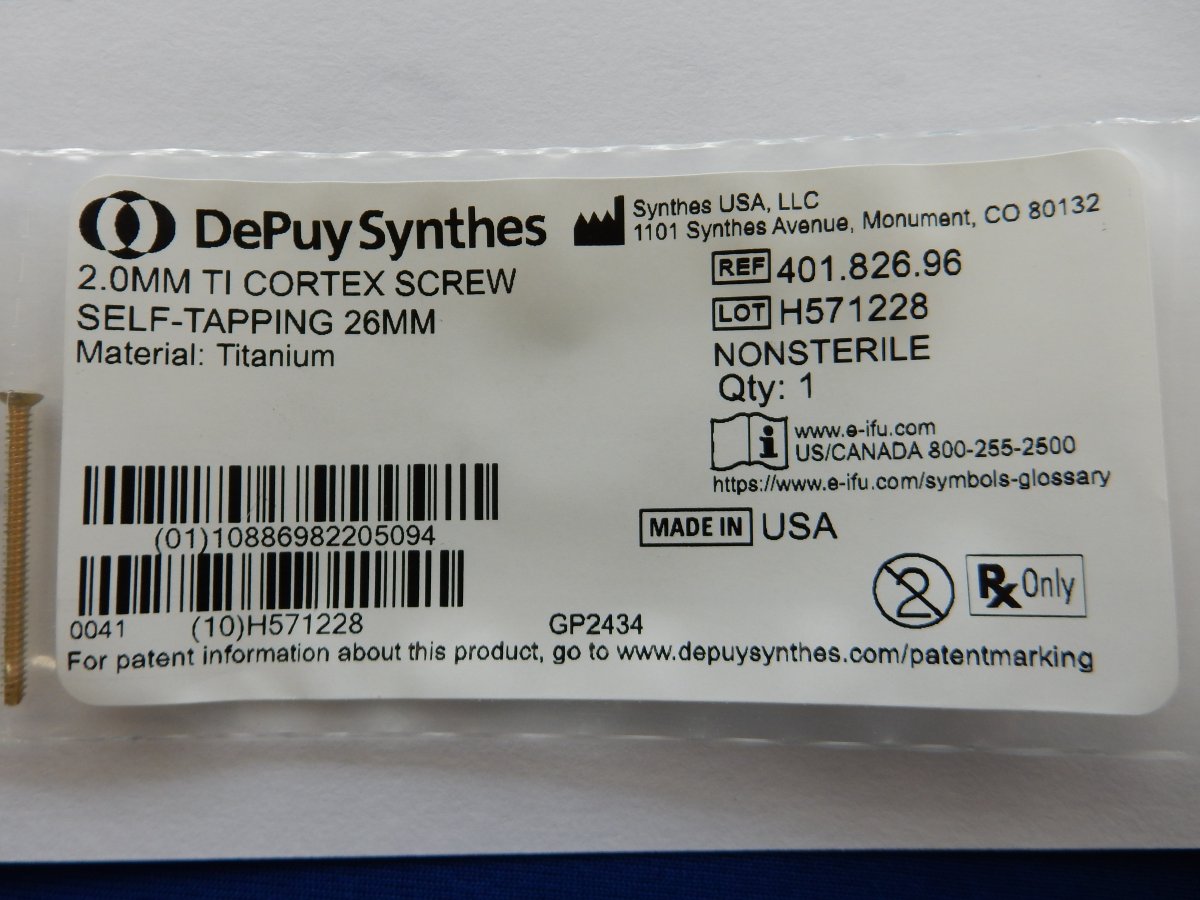 DePuy Synthes
2.0MM TI CORTEX SCREW
SELF-TAPPING 26MM
Material: Titanium
Synthes USA, LLC
1101 Synthes Avenue, Monument, CO 80132
REF 401.826.96
LOT H571228
NONSTERILE
Qty: 1
i www.e-ifu.com
US/CANADA 800-255-2500
https://www.e-ifu.com/symbols-glossary
MADE IN USA
(01)10886982205094
2
Rx Only
0041 (10)H571228 GP2434
For patent information about this product, go to www.depuysynthes.com/patentmarking